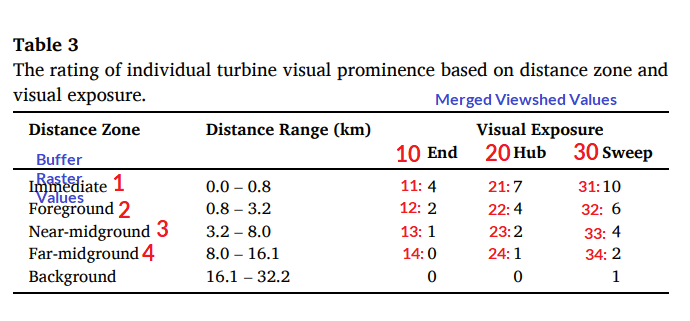 Table 3
The rating of individual turbine visual prominence based on distance zone and
visual exposure.
Merged Viewshed Values
Distance Zone Distance Range (km) Visual Exposure
10 End 20 Hub 30 Sweep
Buffer
Raster
Values
Immediate 1 0.0 – 0.8 11: 4 21: 7 31: 10
Foreground 2 0.8 – 3.2 12: 2 22: 4 32: 6
Near-midground 3 3.2 – 8.0 13: 1 23: 2 33: 4
Far-midground 4 8.0 – 16.1 14: 0 24: 1 34: 2
Background 16.1 – 32.2 0 0 1